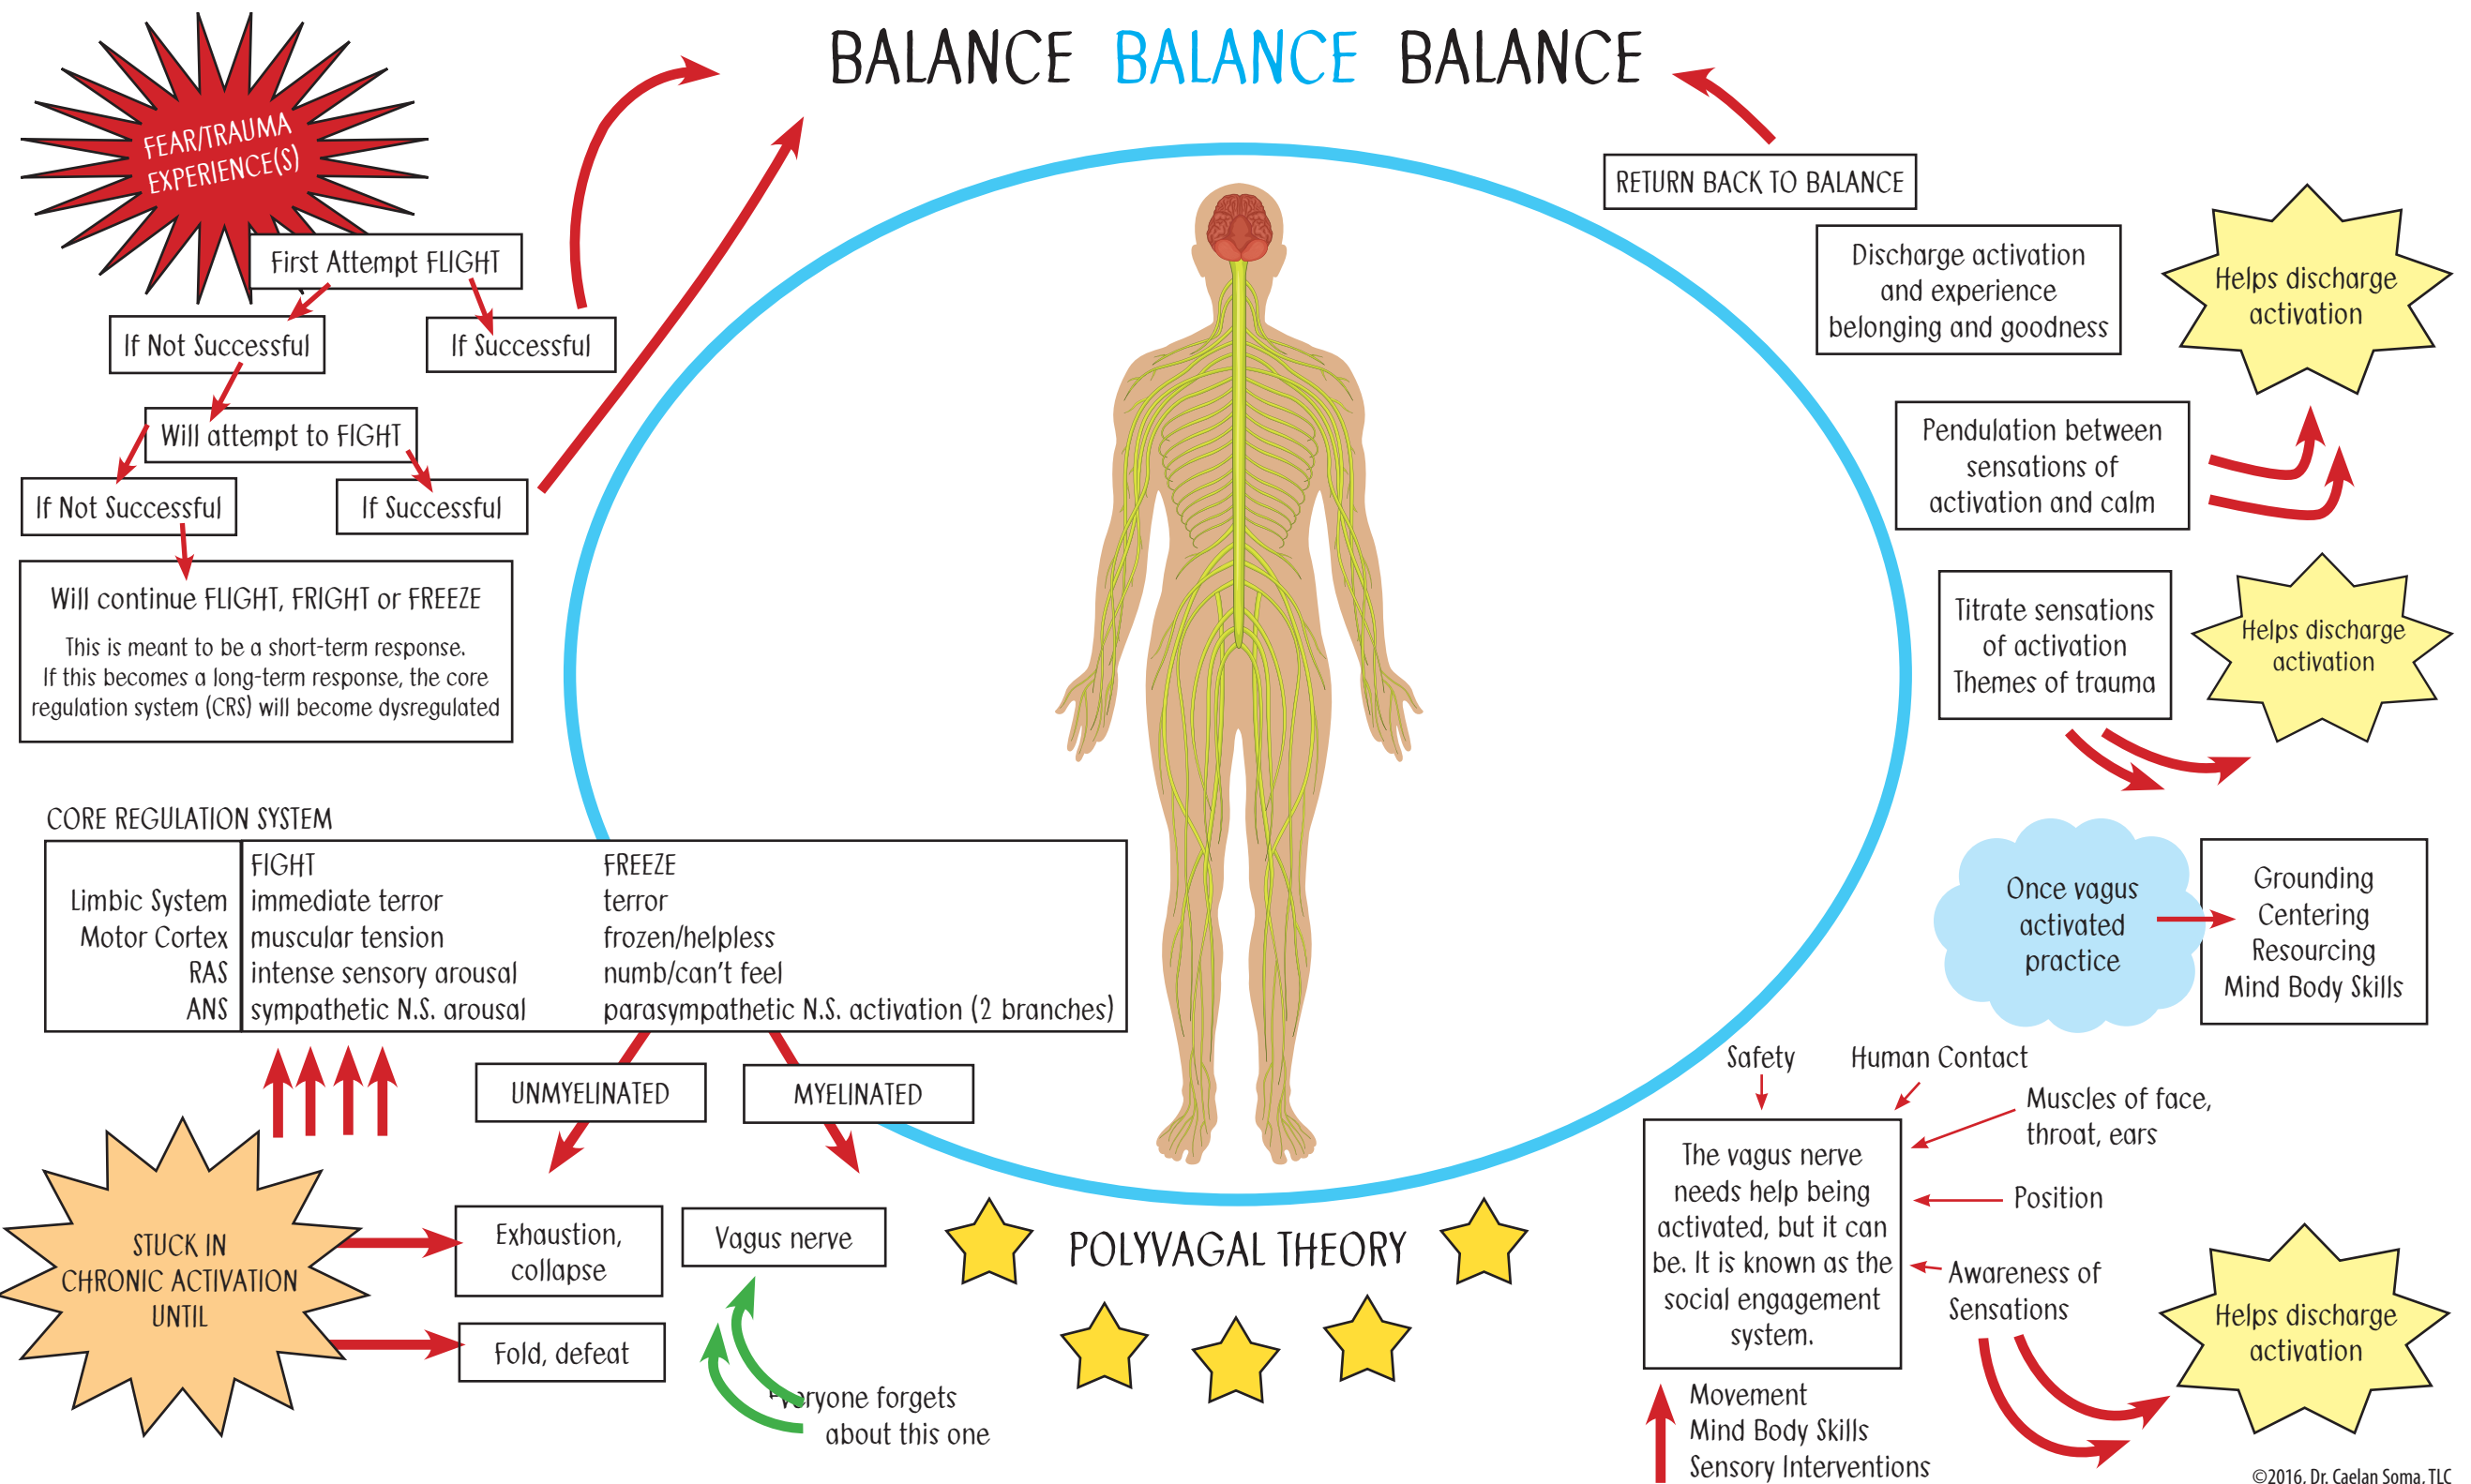 BALANCE BALANCE BALANCE
FEAR/TRAUMA
EXPERIENCE(S)
First Attempt FLIGHT
If Not Successful
If Successful
Will attempt to FIGHT
If Not Successful
If Successful
Will continue FLIGHT, FRIGHT or FREEZE
This is meant to be a short-term response.
If this becomes a long-term response, the core
regulation system (CRS) will become dysregulated
CORE REGULATION SYSTEM
FIGHT FREEZE
Limbic System immediate terror terror
Motor Cortex muscular tension frozen/helpless
RAS intense sensory arousal numb/can't feel
ANS sympathetic N.S. arousal parasympathetic N.S. activation (2 branches)
UNMYELINATED
MYELINATED
STUCK IN
CHRONIC ACTIVATION
UNTIL
Exhaustion,
collapse
Fold, defeat
Vagus nerve
Everyone forgets
about this one
POLYVAGAL THEORY
RETURN BACK TO BALANCE
Discharge activation
and experience
belonging and goodness
Helps discharge
activation
Pendulation between
sensations of
activation and calm
Titrate sensations
of activation
Themes of trauma
Helps discharge
activation
Once vagus
activated
practice
Grounding
Centering
Resourcing
Mind Body Skills
Safety
Human Contact
Muscles of face,
throat, ears
Position
Awareness of
Sensations
The vagus nerve
needs help being
activated, but it can
be. It is known as the
social engagement
system.
Movement
Mind Body Skills
Sensory Interventions
Helps discharge
activation
©2016, Dr. Caelan Soma, TLC